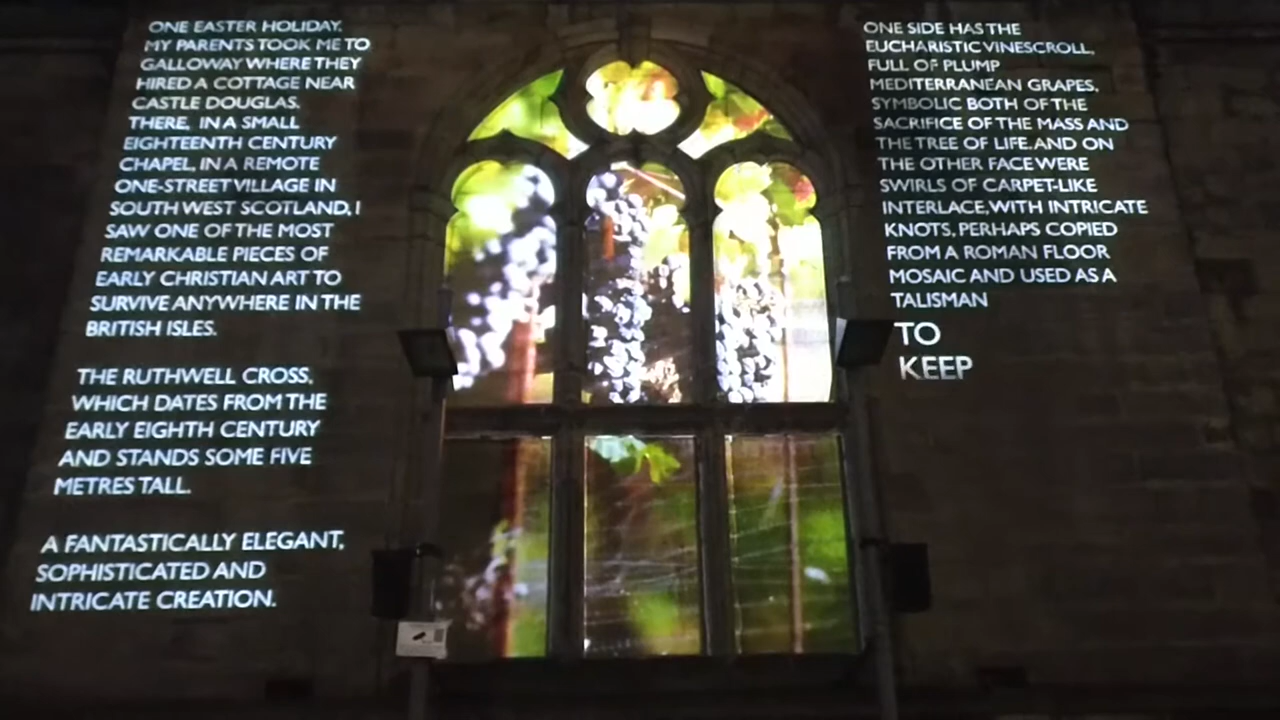 ONE EASTER HOLIDAY,
MY PARENTS TOOK ME TO
GALLOWAY WHERE THEY
HIRED A COTTAGE NEAR
CASTLE DOUGLAS.
THERE, IN A SMALL
EIGHTEENTH CENTURY
CHAPEL, IN A REMOTE
ONE-STREET VILLAGE IN
SOUTH WEST SCOTLAND, I
SAW ONE OF THE MOST
REMARKABLE PIECES OF
EARLY CHRISTIAN ART TO
SURVIVE ANYWHERE IN THE
BRITISH ISLES.
THE RUTHWELL CROSS,
WHICH DATES FROM THE
EARLY EIGHTH CENTURY
AND STANDS SOME FIVE
METRES TALL.
A FANTASTICALLY ELEGANT,
SOPHISTICATED AND
INTRICATE CREATION.
ONE SIDE HAS THE
EUCHARISTIC VINESCROLL,
FULL OF PLUMP
MEDITERRANEAN GRAPES,
SYMBOLIC BOTH OF THE
SACRIFICE OF THE MASS AND
THE TREE OF LIFE. AND ON
THE OTHER FACE WERE
SWIRLS OF CARPET-LIKE
INTERLACE, WITH INTRICATE
KNOTS, PERHAPS COPIED
FROM A ROMAN FLOOR
MOSAIC AND USED AS A
TALISMAN
TO
KEEP